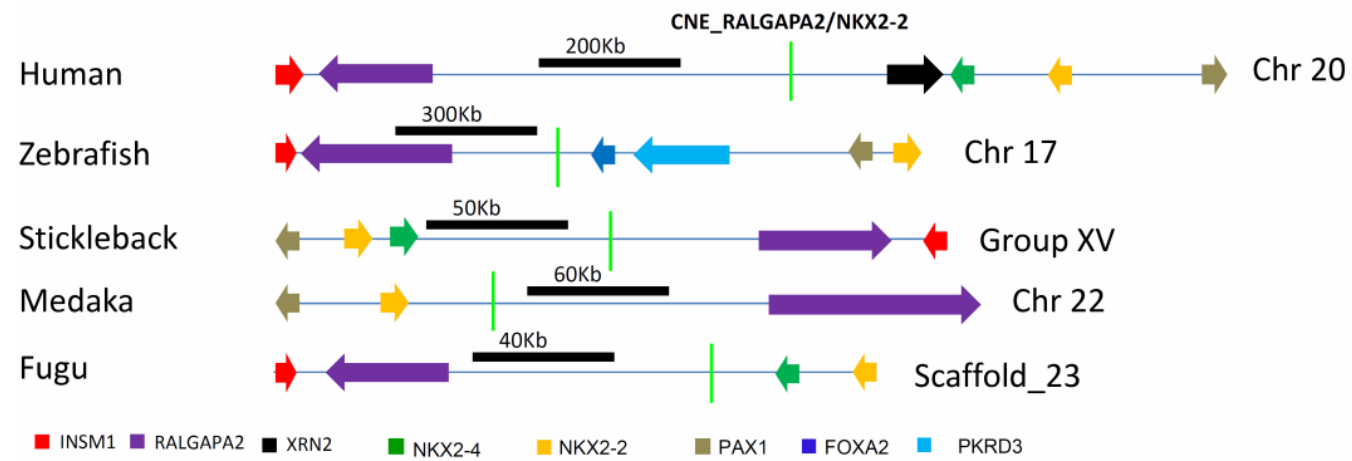 CNE_RALGAPA2/NKX2-2
Human 200Kb Chr 20
Zebrafish 300Kb Chr 17
Stickleback 50Kb Group XV
Medaka 60Kb Chr 22
Fugu 40Kb Scaffold_23
INSM1 RALGAPA2 XRN2 NKX2-4 NKX2-2 PAX1 FOXA2 PKRD3